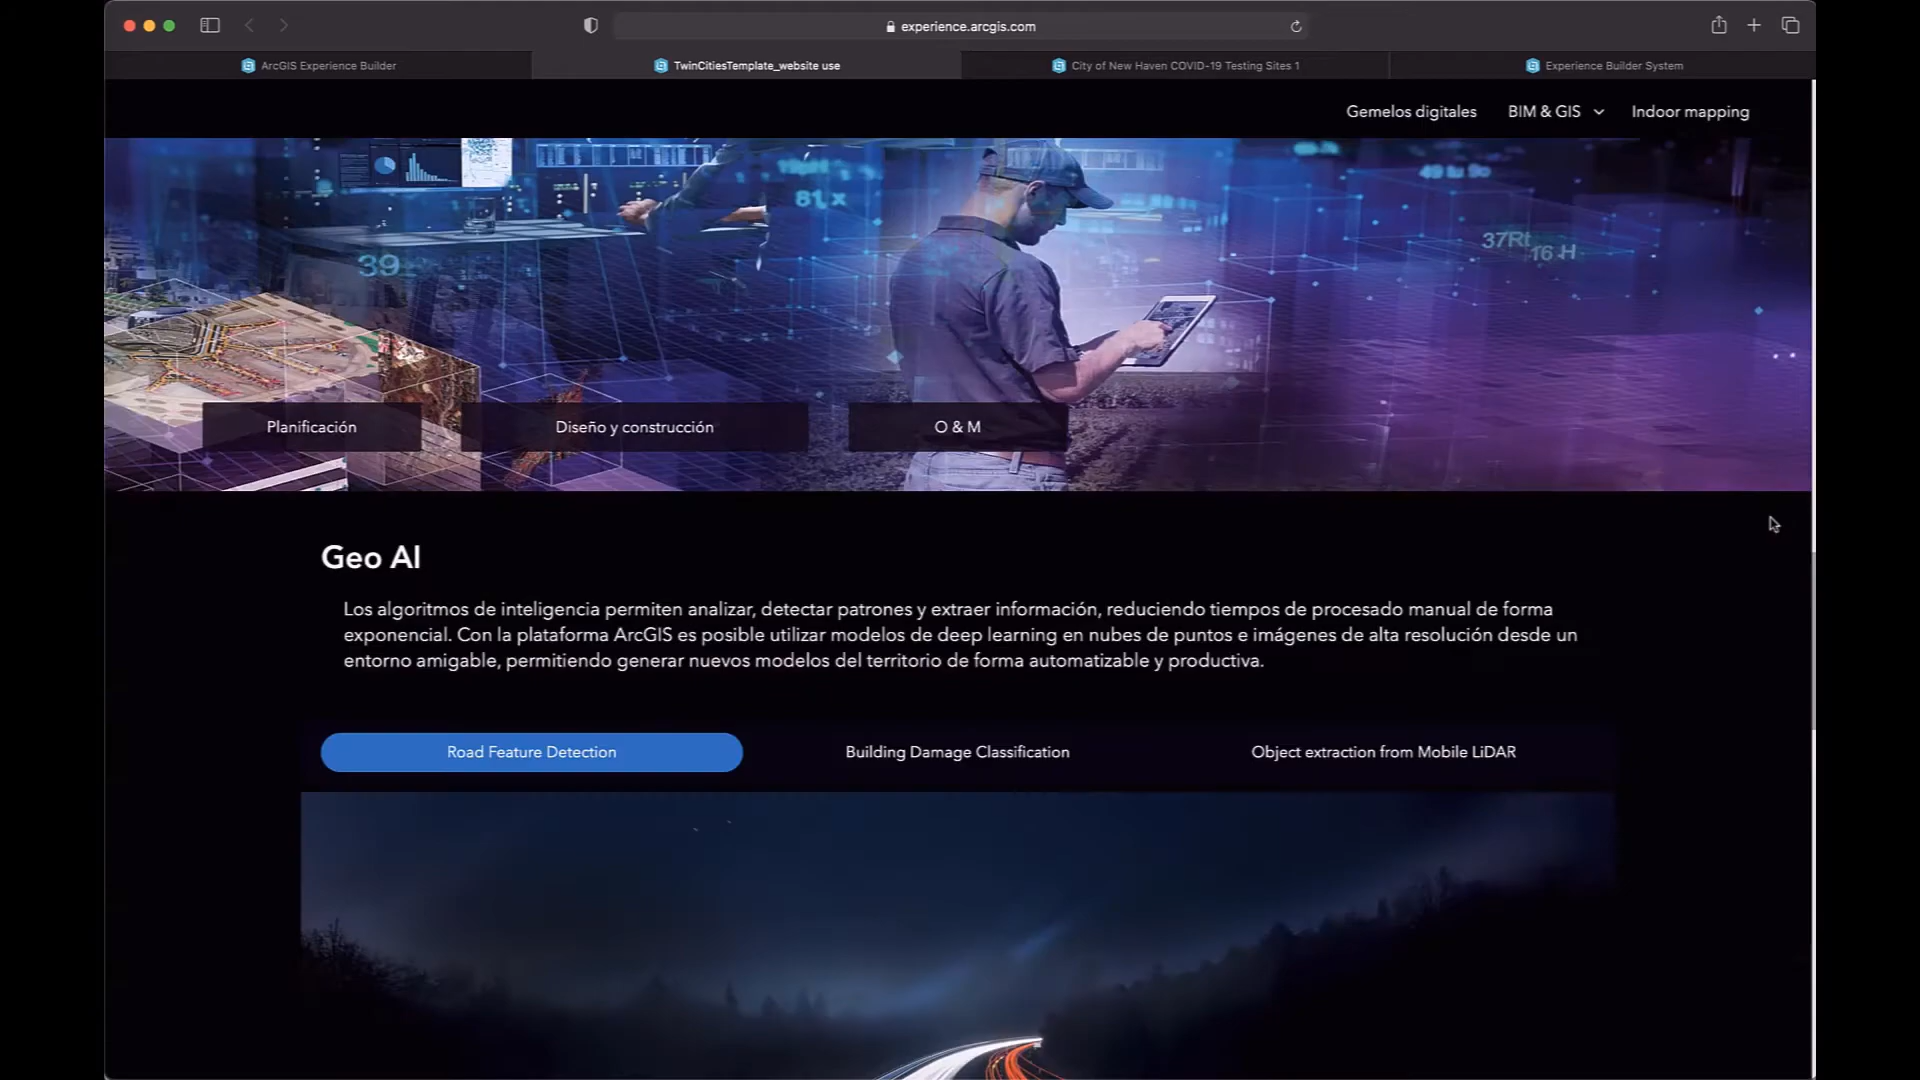 experience.arcgis.com
ArcGIS Experience Builder
TwinCitiesTemplate_website use
City of New Haven COVID-19 Testing Sites 1
Experience Builder System
Gemelos digitales
BIM & GIS
Indoor mapping
39
81.x
37Rt
16 H
Planificación
Diseño y construcción
O & M
Geo AI
Los algoritmos de inteligencia permiten analizar, detectar patrones y extraer información, reduciendo tiempos de procesado manual de forma
exponencial. Con la plataforma ArcGIS es posible utilizar modelos de deep learning en nubes de puntos e imágenes de alta resolución desde un
entorno amigable, permitiendo generar nuevos modelos del territorio de forma automatizable y productiva.
Road Feature Detection
Building Damage Classification
Object extraction from Mobile LiDAR